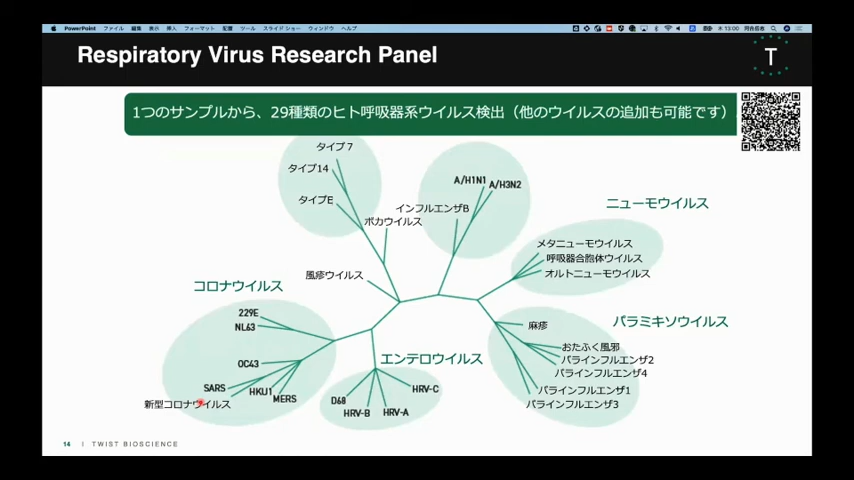 PowerPoint ファイル 編集 表示 挿入 フォーマット 配置 ツール スライド ショー ウィンドウ ヘルプ
木 13:00 河合信宏
Respiratory Virus Research Panel
T
1つのサンプルから、29種類のヒト呼吸器系ウイルス検出（他のウイルスの追加も可能です）
タイプ 7
タイプ14
タイプE
ボカウイルス
風疹ウイルス
インフルエンザB
A/H1N1
A/H3N2
ニューモウイルス
メタニューモウイルス
呼吸器合胞体ウイルス
オルトニューモウイルス
コロナウイルス
229E
NL63
OC43
SARS
HKU1
MERS
新型コロナウイルス
エンテロウイルス
D68
HRV-B
HRV-A
HRV-C
パラミキソウイルス
麻疹
おたふく風邪
パラインフルエンザ2
パラインフルエンザ4
パラインフルエンザ1
パラインフルエンザ3
14 | TWIST BIOSCIENCE